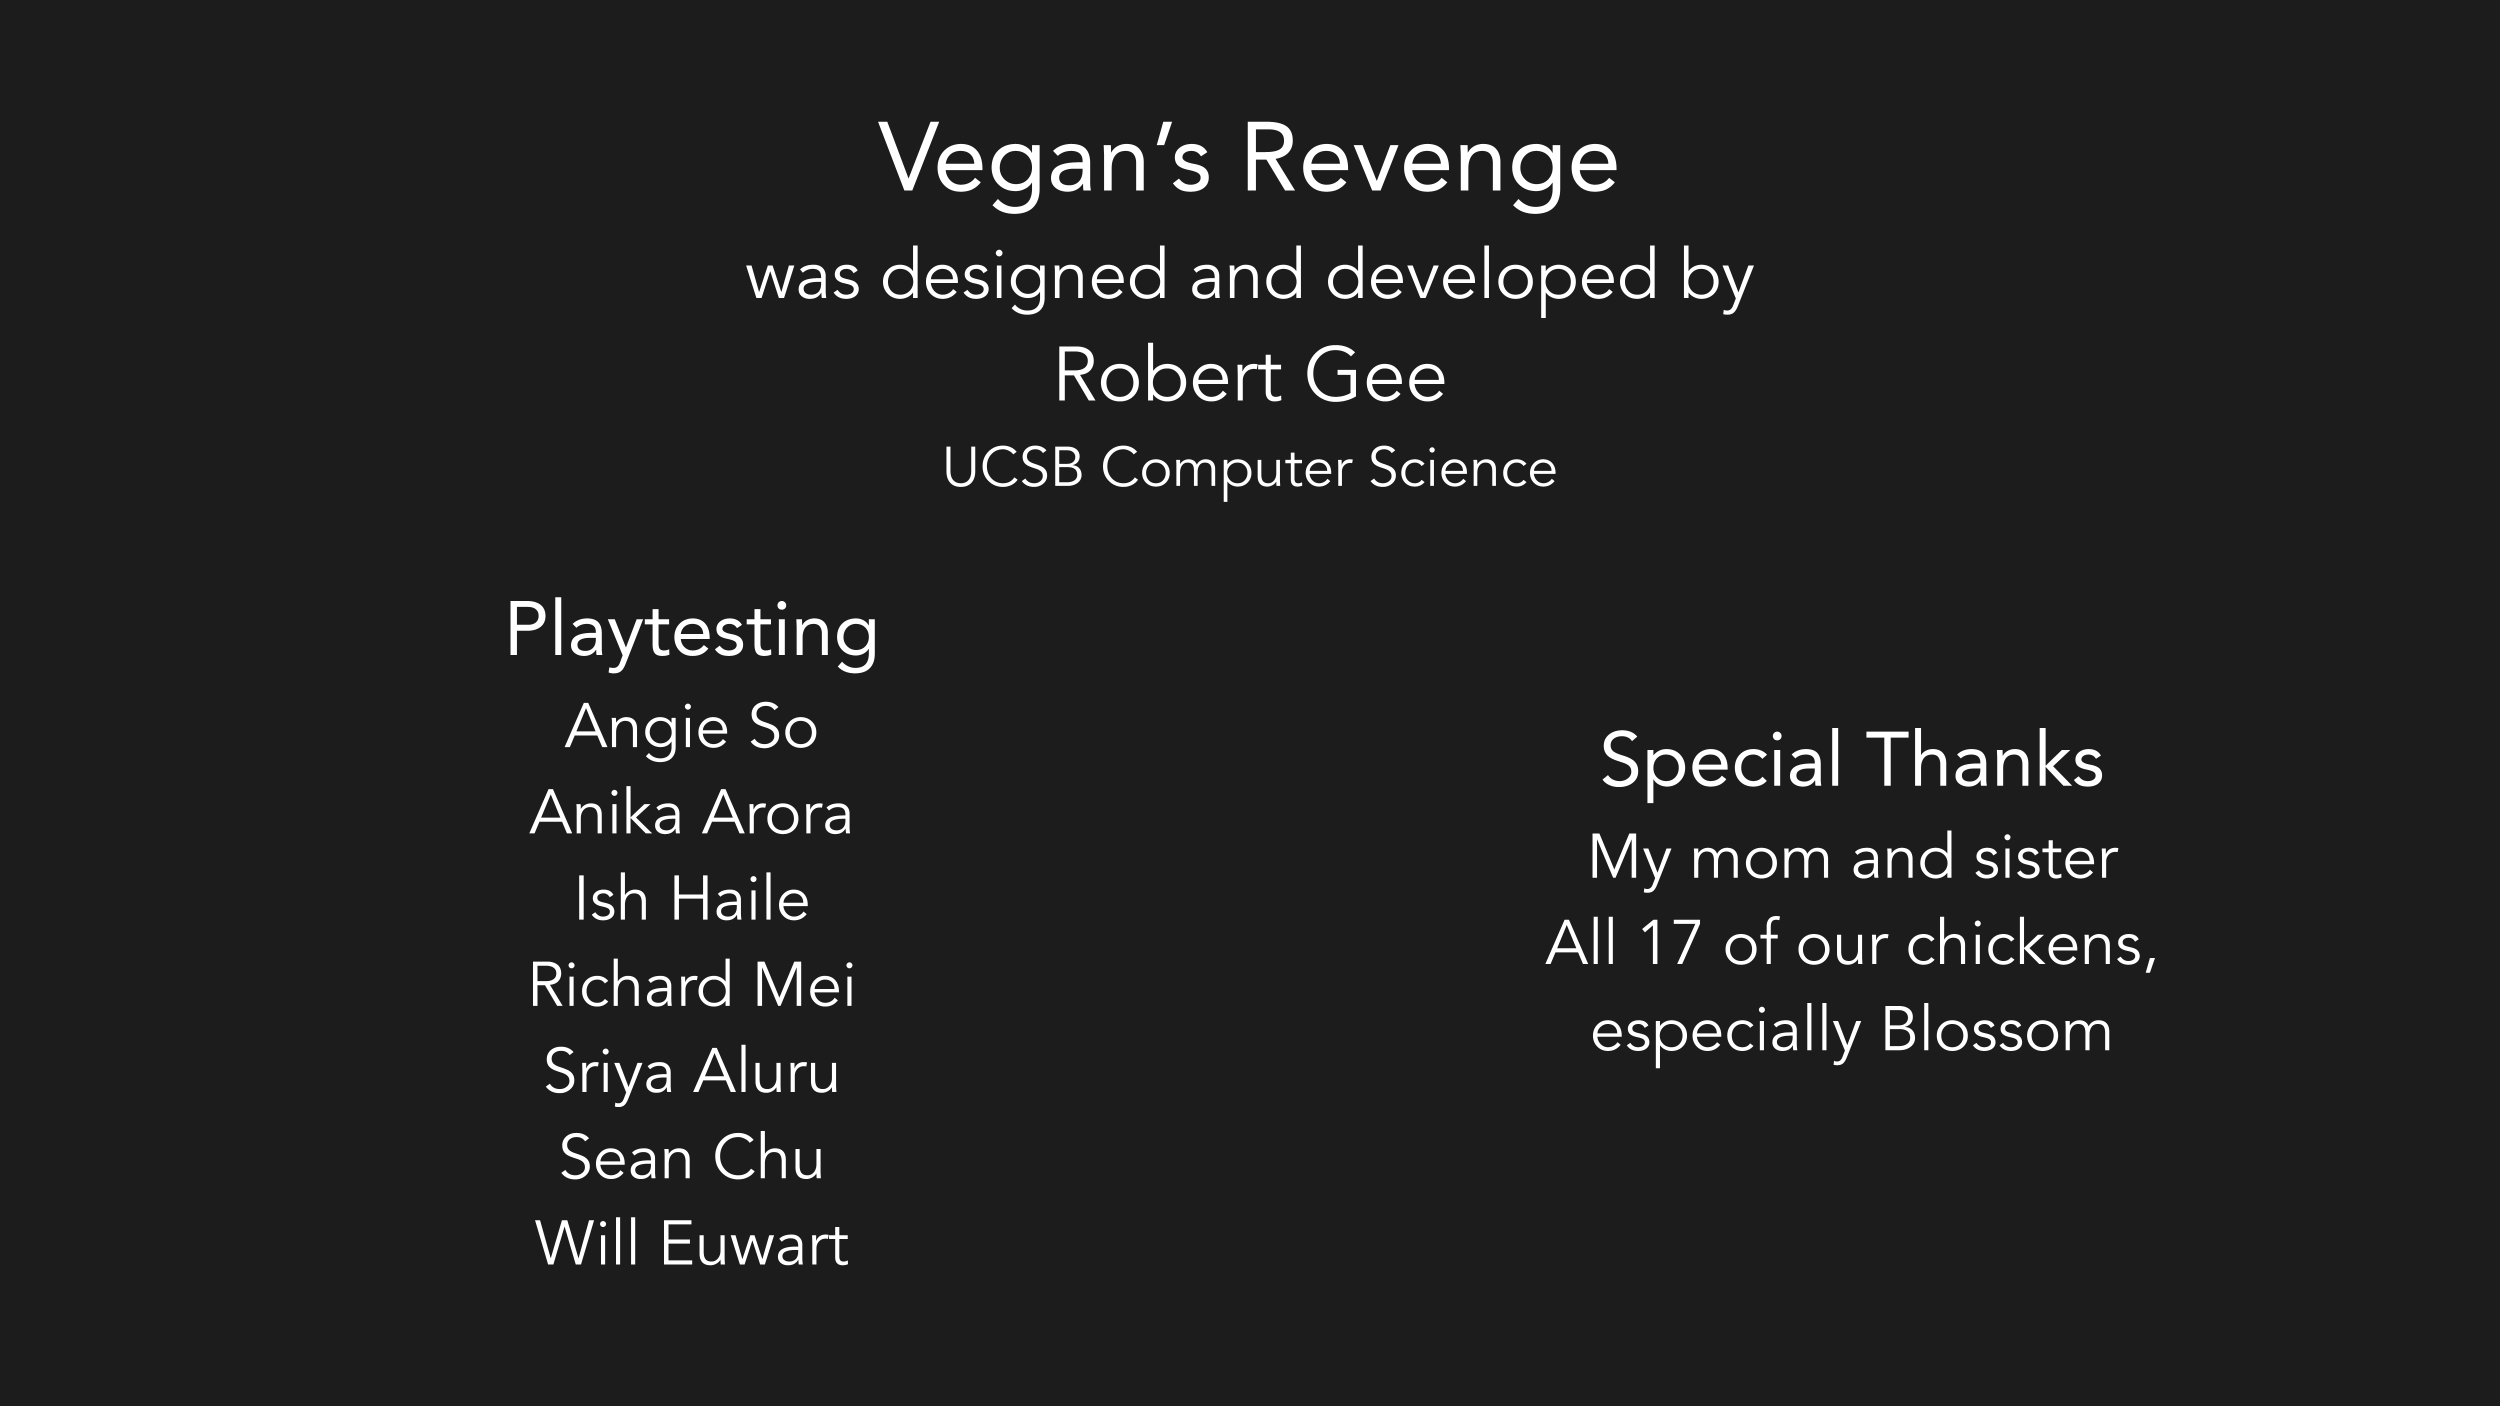 Vegan's Revenge
was designed and developed by
Robert Gee
UCSB Computer Science
Playtesting
Angie So
Anika Arora
Ish Haile
Richard Mei
Sriya Aluru
Sean Chu
Will Euwart
Special Thanks
My mom and sister
All 17 of our chickens,
especially Blossom